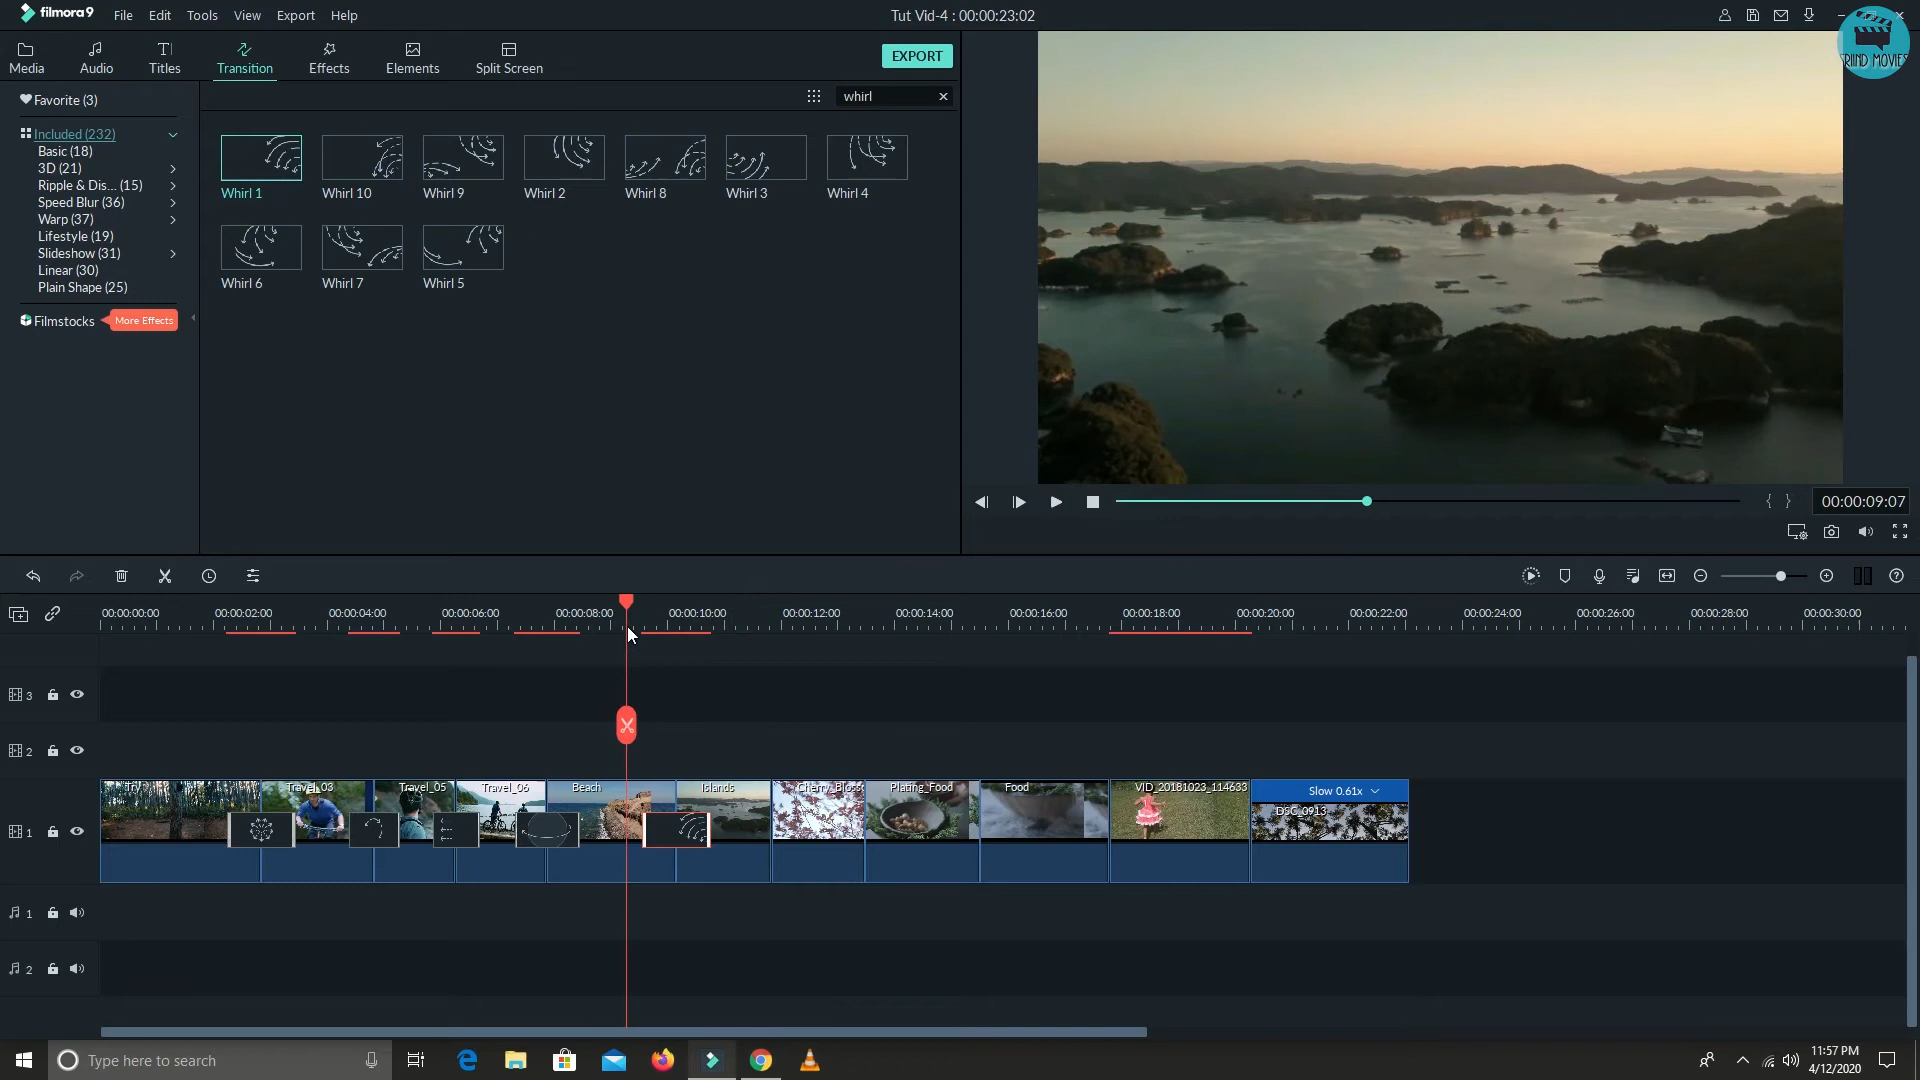 filmora9 File Edit Tools View Export Help Tut Vid-4 : 00:00:23:02
Media Audio Titles Transition Effects Elements Split Screen EXPORT
Favorite (3)
whirl
Included (232)
Basic (18)
3D (21)
Ripple & Dis... (15)
Speed Blur (36)
Warp (37)
Lifestyle (19)
Slideshow (31)
Linear (30)
Plain Shape (25)
Filmstocks More Effects
Whirl 1 Whirl 10 Whirl 9 Whirl 2 Whirl 8 Whirl 3 Whirl 4
Whirl 6 Whirl 7 Whirl 5
00:00:09:07
00:00:00:00 00:00:02:00 00:00:04:00 00:00:06:00 00:00:08:00 00:00:10:00 00:00:12:00 00:00:14:00 00:00:16:00 00:00:18:00 00:00:20:00 00:00:22:00 00:00:24:00 00:00:26:00 00:00:28:00 00:00:30:00
3
2
Travel_03 Travel_05 Travel_06 Beach Islands Cherry_Bloss Plating_Food Food VID_20181023_114633 Slow 0.61x
DSC_0913
1
1
2
Type here to search
11:57 PM
4/12/2020